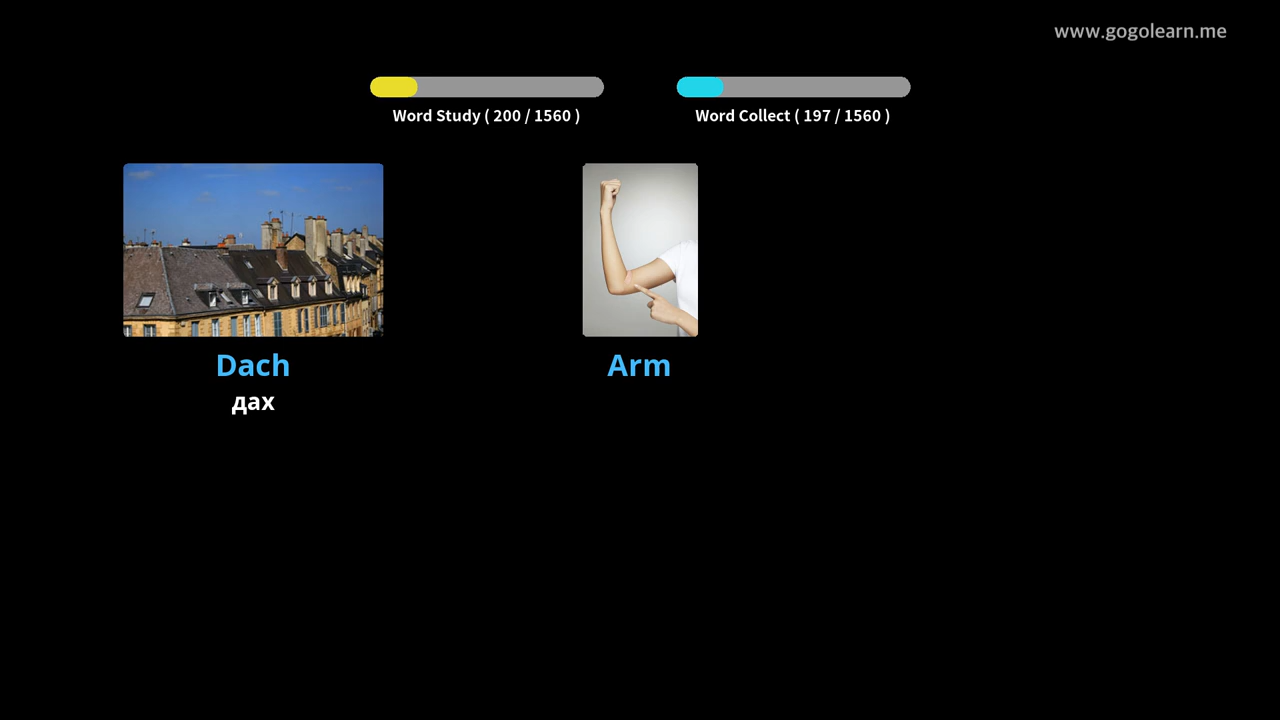 www.gogolearn.me
Word Study ( 200 / 1560 )
Word Collect ( 197 / 1560 )
Dach
дах
Arm